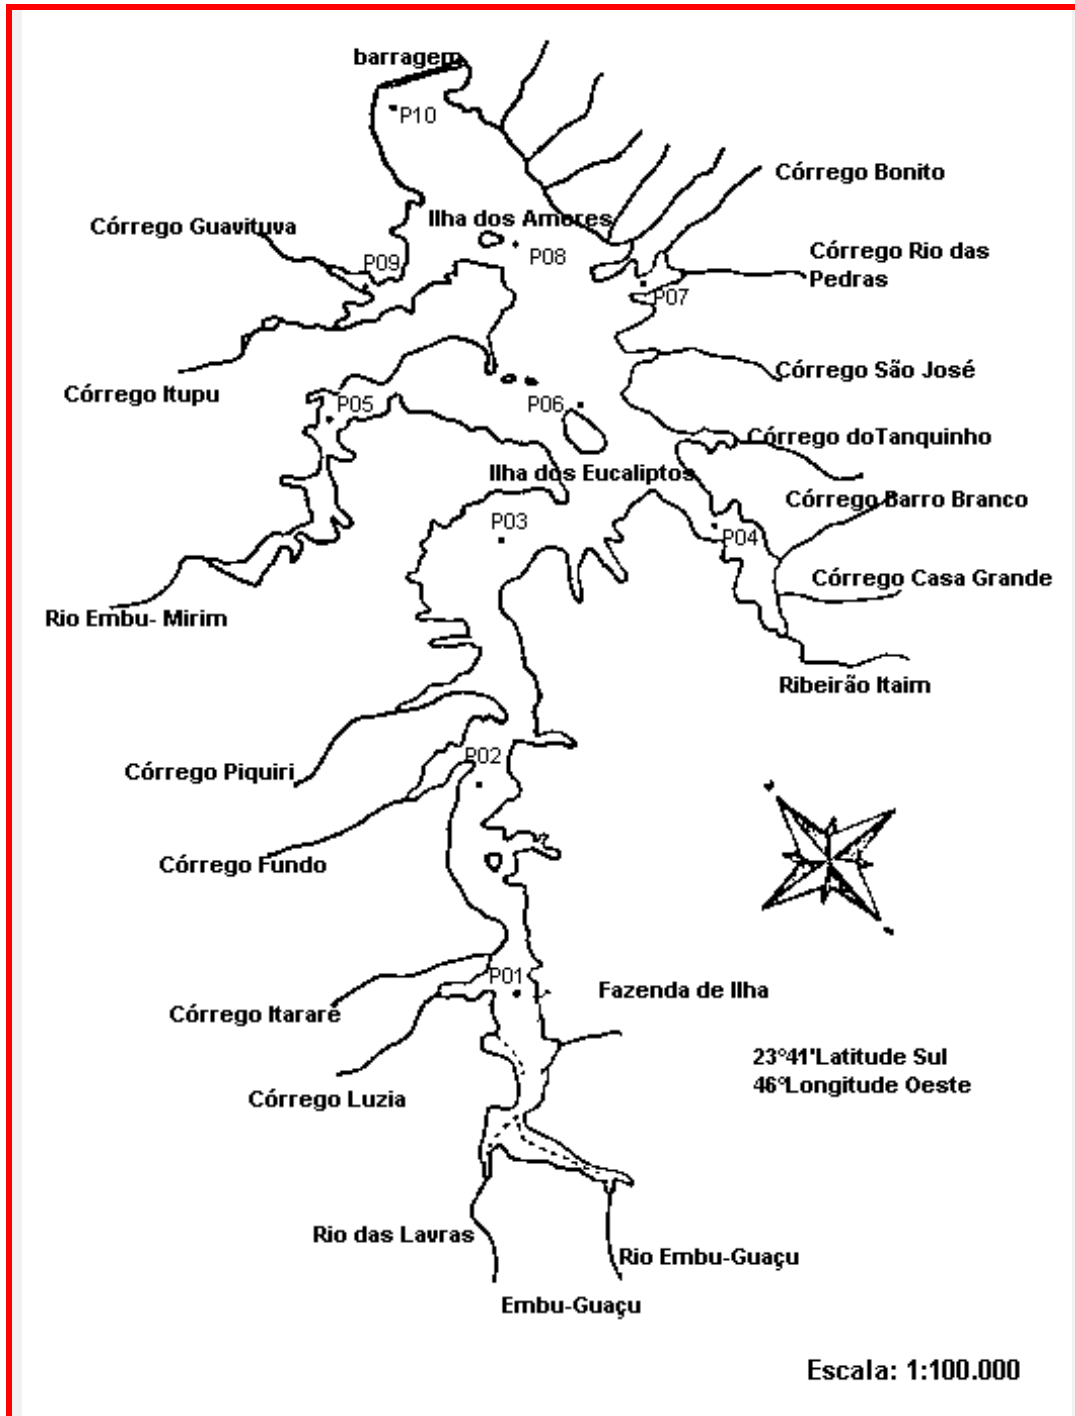 barragem
P10
Córrego Bonito
Ilha dos Amores
Córrego Guavituva
P08
Córrego Rio das
Pedras
P09
P07
Córrego São José
Córrego Itupu
P05
P06
Córrego doTanquinho
Ilha dos Eucaliptos
Córrego Barro Branco
P03
P04
Córrego Casa Grande
Rio Embu- Mirim
Ribeirão Itaim
P02
Córrego Piquiri
Córrego Fundo
P01
Fazenda de Ilha
Córrego Itararé
23°41'Latitude Sul
46°Longitude Oeste
Córrego Luzia
Rio das Lavras
Rio Embu-Guaçu
Embu-Guaçu
Escala: 1:100.000